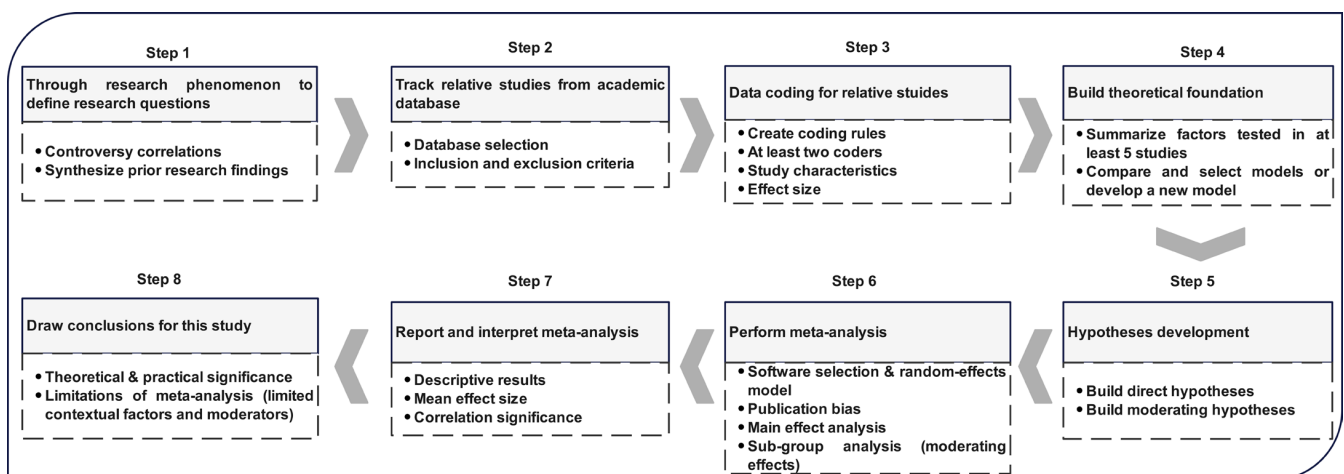 Step 1
Through research phenomenon to
define research questions
• Controversy correlations
• Synthesize prior research findings
Step 2
Track relative studies from academic
database
• Database selection
• Inclusion and exclusion criteria
Step 3
Data coding for relative stuides
• Create coding rules
• At least two coders
• Study characteristics
• Effect size
Step 4
Build theoretical foundation
• Summarize factors tested in at
least 5 studies
• Compare and select models or
develop a new model
Step 5
Hypotheses development
• Build direct hypotheses
• Build moderating hypotheses
Step 6
Perform meta-analysis
• Software selection & random-effects
model
• Publication bias
• Main effect analysis
• Sub-group analysis (moderating
effects)
Step 7
Report and interpret meta-analysis
• Descriptive results
• Mean effect size
• Correlation significance
Step 8
Draw conclusions for this study
• Theoretical & practical significance
• Limitations of meta-analysis (limited
contextual factors and moderators)